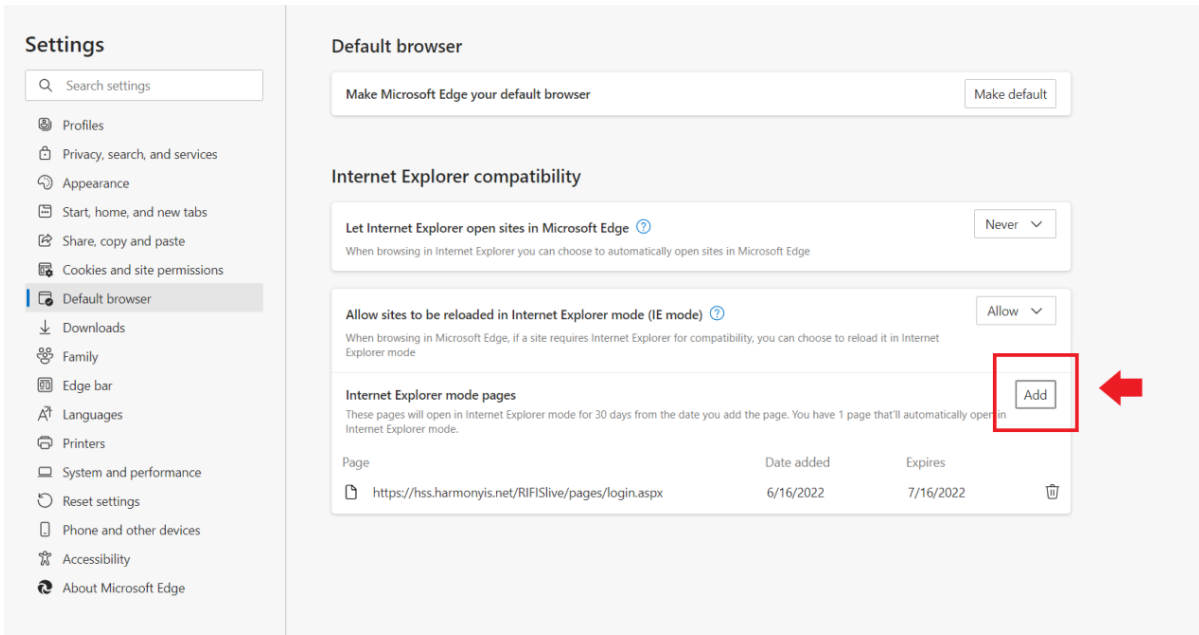 Settings
Search settings
Profiles
Privacy, search, and services
Appearance
Start, home, and new tabs
Share, copy and paste
Cookies and site permissions
Default browser
Downloads
Family
Edge bar
Languages
Printers
System and performance
Reset settings
Phone and other devices
Accessibility
About Microsoft Edge
Default browser
Make Microsoft Edge your default browser
Make default
Internet Explorer compatibility
Let Internet Explorer open sites in Microsoft Edge
Never
When browsing in Internet Explorer you can choose to automatically open sites in Microsoft Edge
Allow sites to be reloaded in Internet Explorer mode (IE mode)
Allow
When browsing in Microsoft Edge, if a site requires Internet Explorer for compatibility, you can choose to reload it in Internet
Explorer mode
Internet Explorer mode pages
Add
These pages will open in Internet Explorer mode for 30 days from the date you add the page. You have 1 page that'll automatically open in
Internet Explorer mode.
Page Date added Expires
https://hss.harmonyis.net/RIFISlive/pages/login.aspx 6/16/2022 7/16/2022